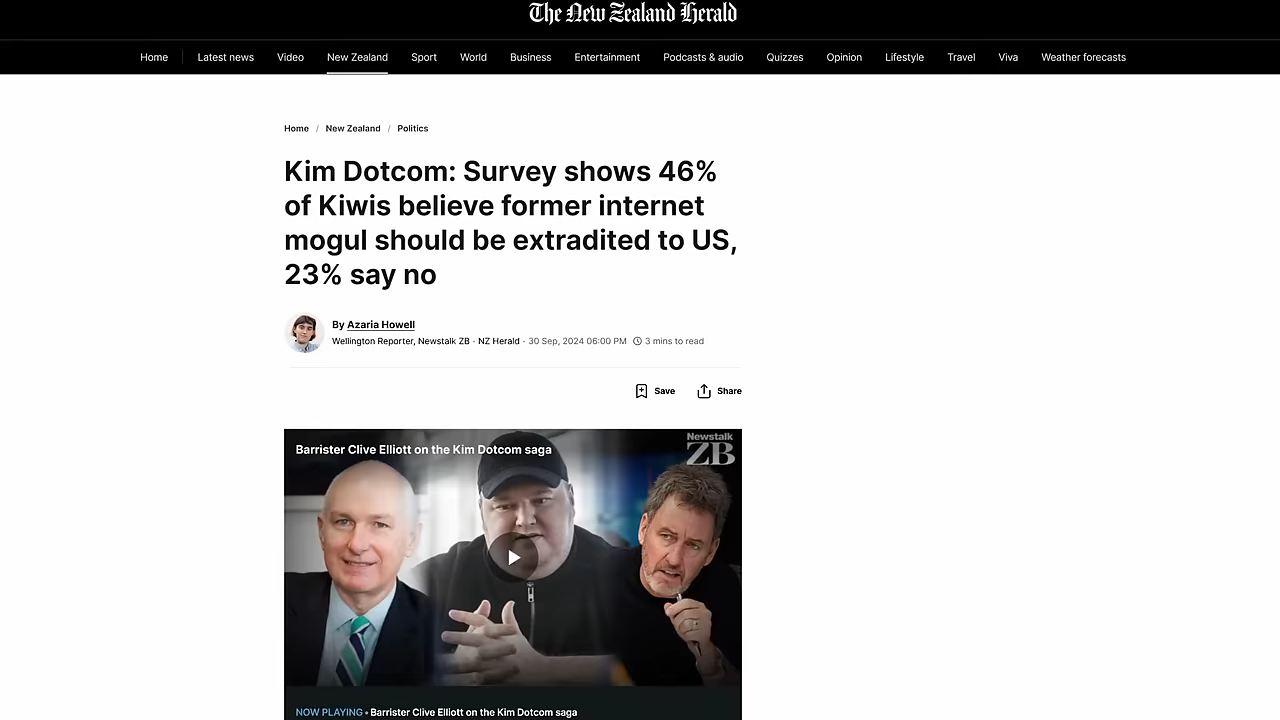 The New Zealand Herald
Home Latest news Video New Zealand Sport World Business Entertainment Podcasts & audio Quizzes Opinion Lifestyle Travel Viva Weather forecasts
Home / New Zealand / Politics
Kim Dotcom: Survey shows 46%
of Kiwis believe former internet
mogul should be extradited to US,
23% say no
By Azaria Howell
Wellington Reporter, Newstalk ZB · NZ Herald · 30 Sep, 2024 06:00 PM 3 mins to read
Save Share
Barrister Clive Elliott on the Kim Dotcom saga
Newstalk
ZB
NOW PLAYING • Barrister Clive Elliott on the Kim Dotcom saga